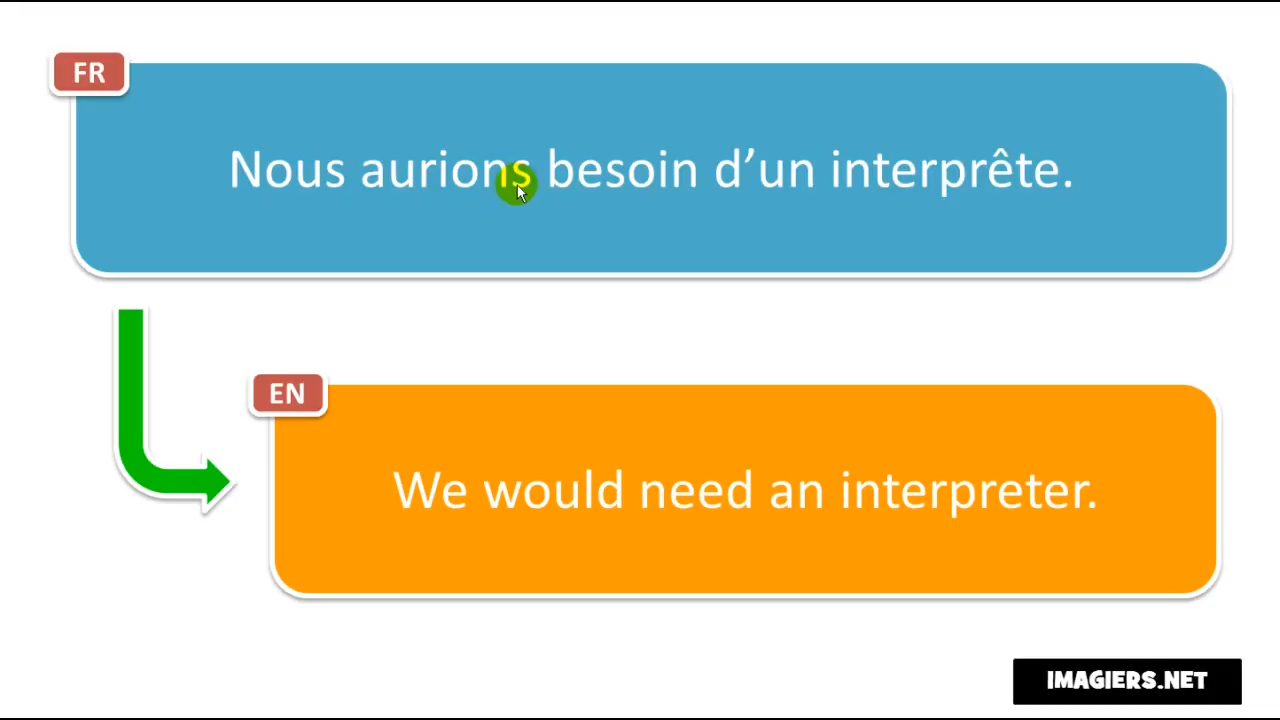 FR
Nous aurions besoin d’un interprête.
EN
We would need an interpreter.
IMAGIERS.NET